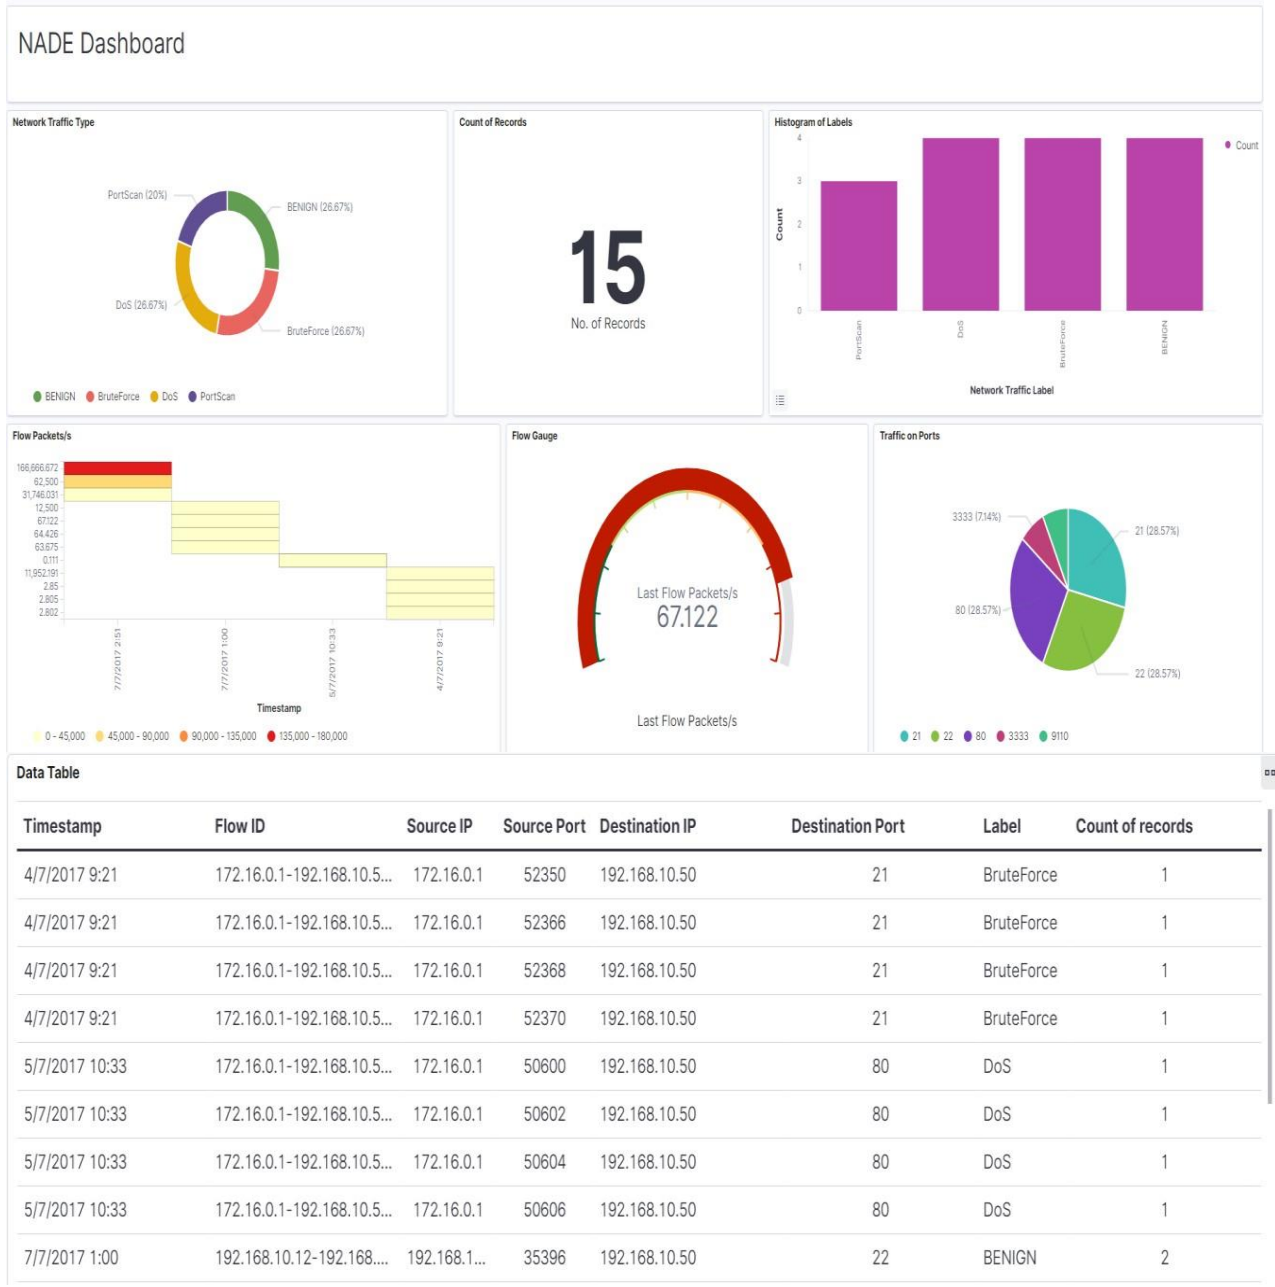 NADE Dashboard
Network Traffic Type
PortScan (20%)
BENIGN (26.67%)
DoS (26.67%)
BruteForce (26.67%)
BENIGN BruteForce DoS PortScan
Count of Records
15
No. of Records
Histogram of Labels
Count
4
3
2
1
0
Count
PortScan
DoS
BruteForce
BENIGN
Network Traffic Label
Flow Packets/s
166,666.672
62,500
31,746.031
12,500
67.122
64.426
63.675
0.111
11,952.191
2.85
2.805
2.802
7/7/2017 2:51
7/7/2017 1:00
5/7/2017 10:33
4/7/2017 9:21
Timestamp
0 - 45,000 45,000 - 90,000 90,000 - 135,000 135,000 - 180,000
Flow Gauge
Last Flow Packets/s
67.122
Last Flow Packets/s
Traffic on Ports
3333 (7.14%)
21 (28.57%)
80 (28.57%)
22 (28.57%)
21 22 80 3333 9110
Data Table
Timestamp Flow ID Source IP Source Port Destination IP Destination Port Label Count of records
4/7/2017 9:21 172.16.0.1-192.168.10.5... 172.16.0.1 52350 192.168.10.50 21 BruteForce 1
4/7/2017 9:21 172.16.0.1-192.168.10.5... 172.16.0.1 52366 192.168.10.50 21 BruteForce 1
4/7/2017 9:21 172.16.0.1-192.168.10.5... 172.16.0.1 52368 192.168.10.50 21 BruteForce 1
4/7/2017 9:21 172.16.0.1-192.168.10.5... 172.16.0.1 52370 192.168.10.50 21 BruteForce 1
5/7/2017 10:33 172.16.0.1-192.168.10.5... 172.16.0.1 50600 192.168.10.50 80 DoS 1
5/7/2017 10:33 172.16.0.1-192.168.10.5... 172.16.0.1 50602 192.168.10.50 80 DoS 1
5/7/2017 10:33 172.16.0.1-192.168.10.5... 172.16.0.1 50604 192.168.10.50 80 DoS 1
5/7/2017 10:33 172.16.0.1-192.168.10.5... 172.16.0.1 50606 192.168.10.50 80 DoS 1
7/7/2017 1:00 192.168.10.12-192.168.... 192.168.1... 35396 192.168.10.50 22 BENIGN 2